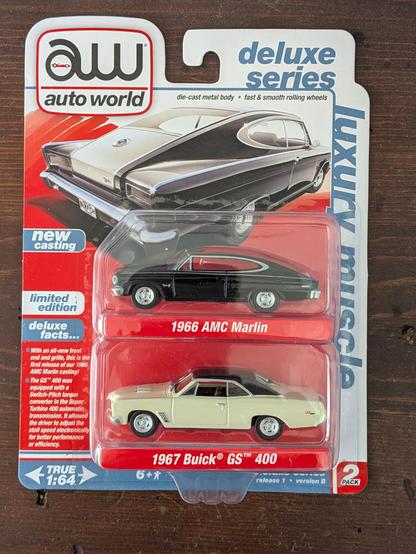 aw
auto world
deluxe
series
die-cast metal body • fast & smooth rolling wheels
luxury muscle
new
casting
limited
edition
deluxe
facts...
1966 AMC Marlin
• With an all-new front end and grille, this is the
first release of our 1966
AMC Marlin casting!
• The GS™ 400 was
equipped with a
Switch-Pitch torque
converter in the Super
Turbine 400 automatic
transmission. It allowed
the driver to adjust the
stall speed electronically
for better performance
or efficiency.
1967 Buick® GS™ 400
TRUE
1:64
6+
release 1 • version B
2
PACK